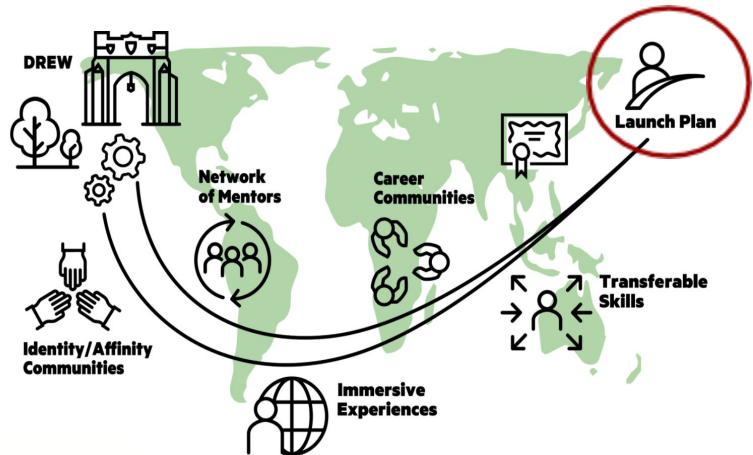 DREW
Launch Plan
Network
of Mentors
Career
Communities
Transferable
Skills
Identity/Affinity
Communities
Immersive
Experiences